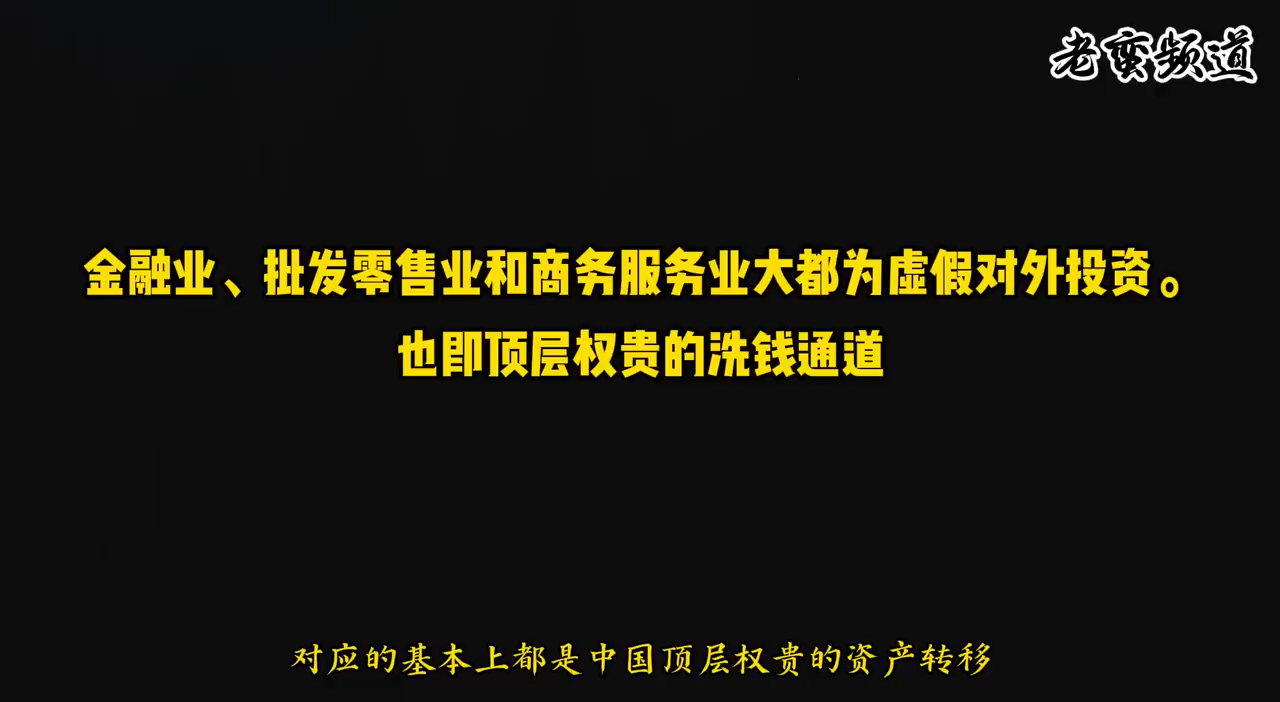 老蛮频道
金融业、批发零售业和商务服务业大都为虚假对外投资。
也即顶层权贵的洗钱通道
对应的基本上都是中国顶层权贵的资产转移